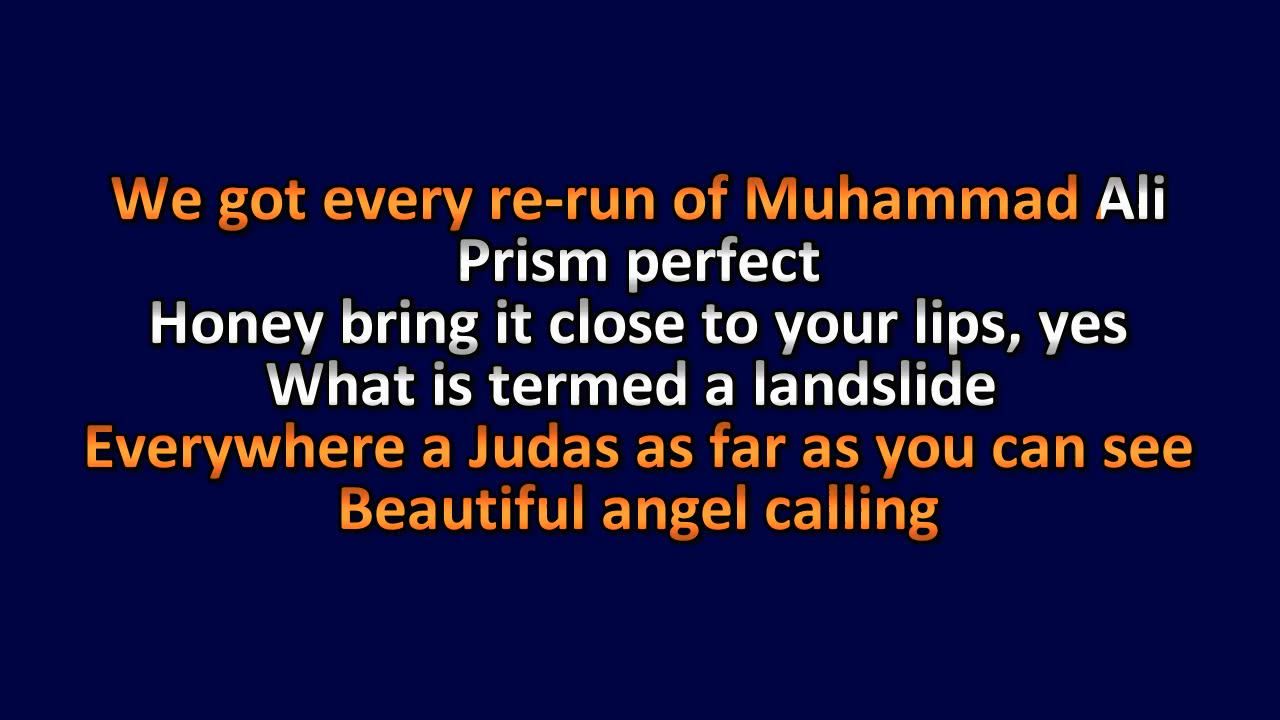 We got every re-run of Muhammad Ali
Prism perfect
Honey bring it close to your lips, yes
What is termed a landslide
Everywhere a Judas as far as you can see
Beautiful angel calling